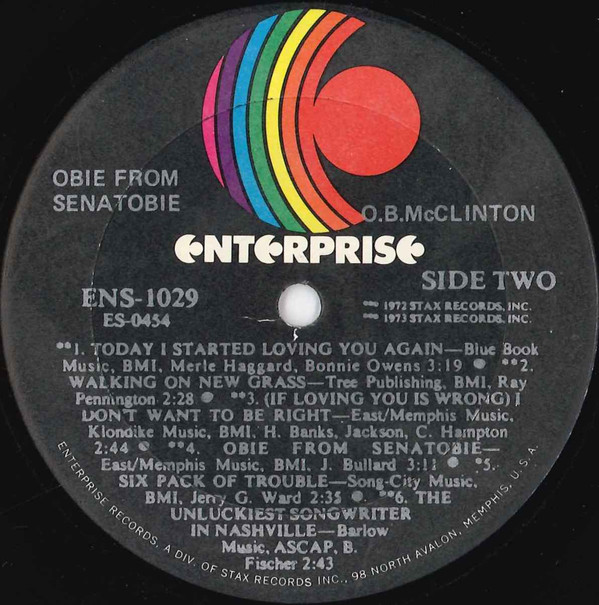 OBIE FROM
SENATOBIE
O.B.McCLINTON
ENTERPRISE
SIDE TWO
ENS-1029
ES-0454
** 1972 STAX RECORDS, INC.
** 1973 STAX RECORDS, INC.
**1. TODAY I STARTED LOVING YOU AGAIN—Blue Book
Music, BMI, Merle Haggard, Bonnie Owens 3:19 ● **2.
WALKING ON NEW GRASS—Tree Publishing, BMI, Ray
Pennington 2:28 ● **3. (IF LOVING YOU IS WRONG) I
DON'T WANT TO BE RIGHT—East/Memphis Music,
Klondike Music, BMI, H. Banks, Jackson, C. Hampton
2:44 ● **4. OBIE FROM SENATOBIE—
East/Memphis Music, BMI, J. Bullard 3:11 ● *5.
SIX PACK OF TROUBLE—Song-City Music,
BMI, Jerry G. Ward 2:35 ● **6. THE
UNLUCKIEST SONGWRITER
IN NASHVILLE—Barlow
Music, ASCAP, B.
Fischer 2:43
ENTERPRISE RECORDS, A DIV. OF STAX RECORDS INC., 98 NORTH AVALON, MEMPHIS, U.S.A.